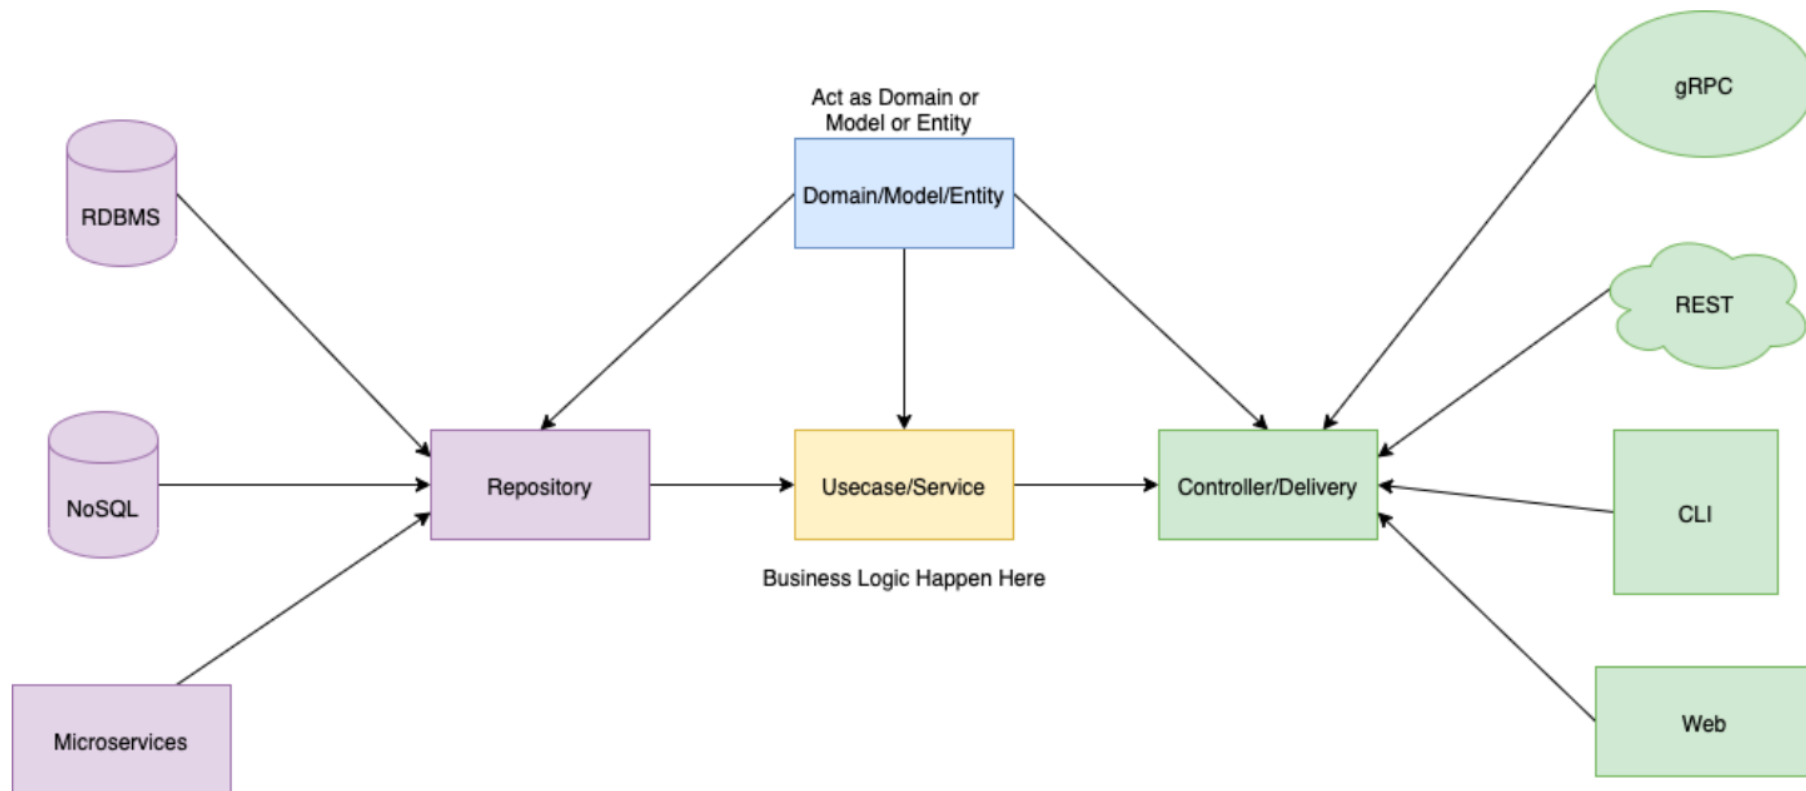 gRPC
Act as Domain or
Model or Entity
Domain/Model/Entity
RDBMS
REST
Repository
Usecase/Service
Controller/Delivery
NoSQL
CLI
Business Logic Happen Here
Microservices
Web